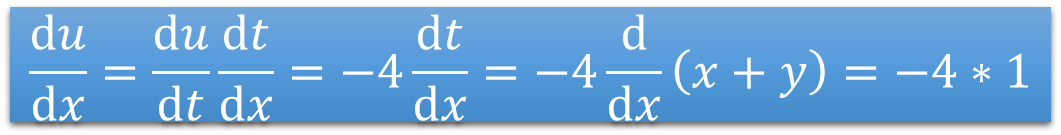 du/dx = du/dt dt/dx = −4 dt/dx = −4 d/dx (x + y) = −4 * 1